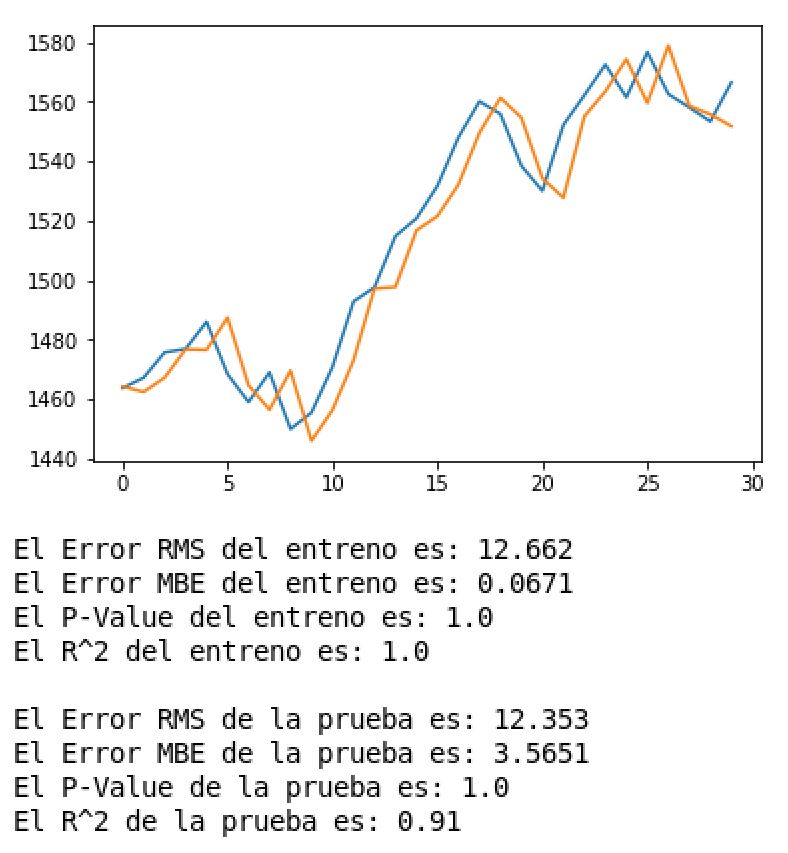 1580
1560
1540
1520
1500
1480
1460
1440
0 5 10 15 20 25 30
El Error RMS del entreno es: 12.662
El Error MBE del entreno es: 0.0671
El P-Value del entreno es: 1.0
El R^2 del entreno es: 1.0
El Error RMS de la prueba es: 12.353
El Error MBE de la prueba es: 3.5651
El P-Value de la prueba es: 1.0
El R^2 de la prueba es: 0.91